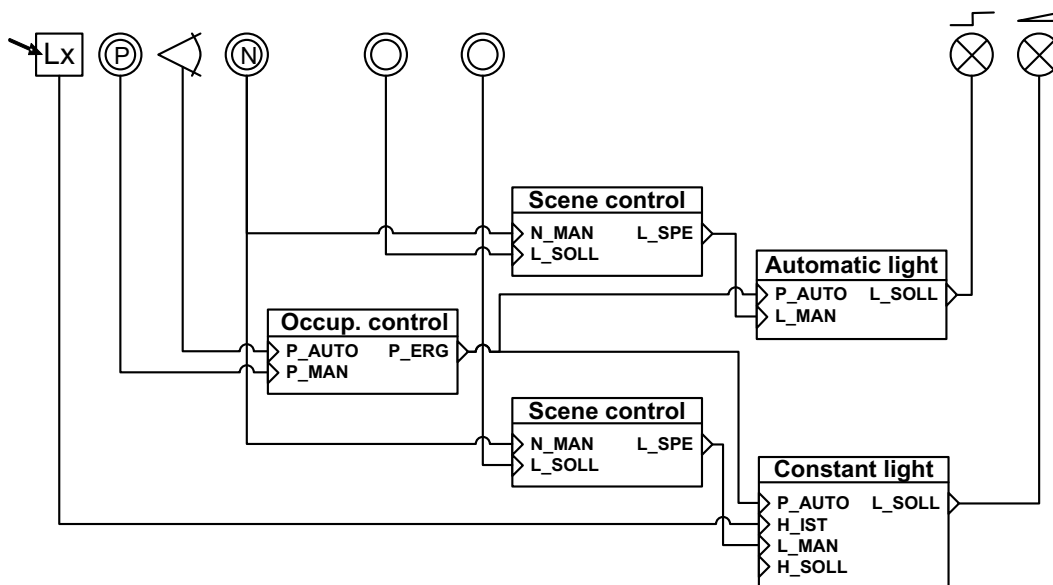 Lx
P
N
Scene control
N_MAN L_SPE
L_SOLL
Automatic light
P_AUTO L_SOLL
L_MAN
Occup. control
P_AUTO P_ERG
P_MAN
Scene control
N_MAN L_SPE
L_SOLL
Constant light
P_AUTO L_SOLL
H_IST
L_MAN
H_SOLL